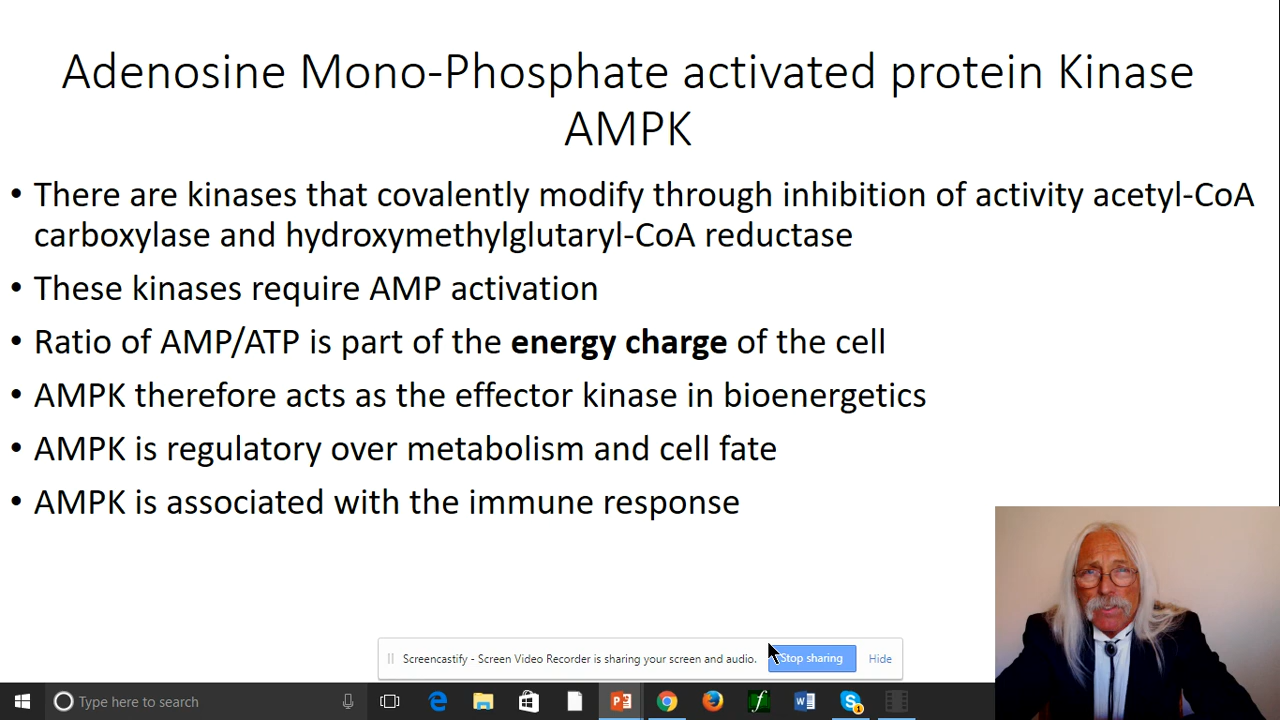 Adenosine Mono-Phosphate activated protein Kinase
AMPK
• There are kinases that covalently modify through inhibition of activity acetyl-CoA
carboxylase and hydroxymethylglutaryl-CoA reductase
• These kinases require AMP activation
• Ratio of AMP/ATP is part of the energy charge of the cell
• AMPK therefore acts as the effector kinase in bioenergetics
• AMPK is regulatory over metabolism and cell fate
• AMPK is associated with the immune response
Screencastify - Screen Video Recorder is sharing your screen and audio. Stop sharing Hide
Type here to search